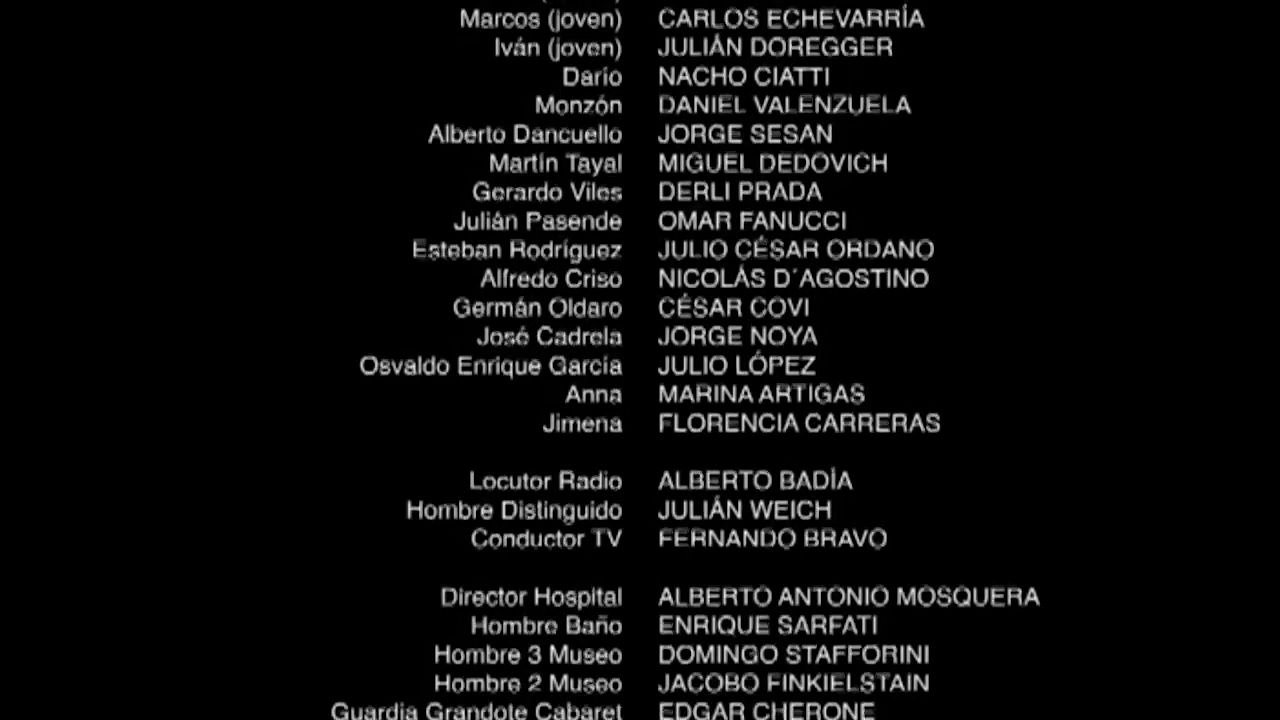 Marcos (joven) CARLOS ECHEVARRÍA
Iván (joven) JULIÁN DOREGGER
Darío NACHO CIATTI
Monzón DANIEL VALENZUELA
Alberto Dancuello JORGE SESAN
Martín Tayal MIGUEL DEDOVICH
Gerardo Viles DERLI PRADA
Julián Pasende OMAR FANUCCI
Esteban Rodríguez JULIO CÉSAR ORDANO
Alfredo Criso NICOLÁS D´AGOSTINO
Germán Oldaro CÉSAR COVI
José Cadrela JORGE NOYA
Osvaldo Enrique García JULIO LÓPEZ
Anna MARINA ARTIGAS
Jimena FLORENCIA CARRERAS
Locutor Radio ALBERTO BADÍA
Hombre Distinguido JULIÁN WEICH
Conductor TV FERNANDO BRAVO
Director Hospital ALBERTO ANTONIO MOSQUERA
Hombre Baño ENRIQUE SARFATI
Hombre 3 Museo DOMINGO STAFFORINI
Hombre 2 Museo JACOBO FINKIELSTAIN
Guardia Grandote Cabaret EDGAR CHERONE